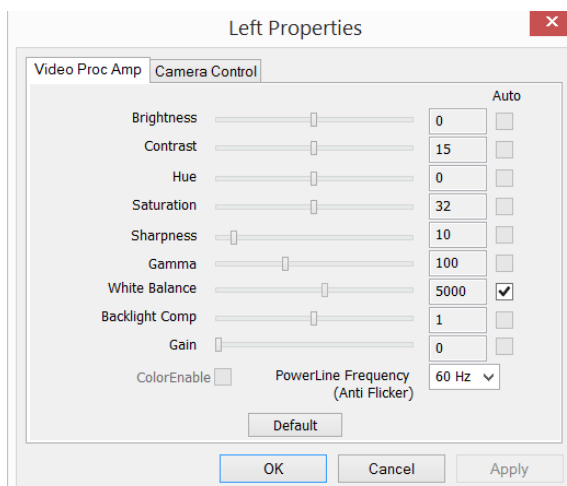 Left Properties
Video Proc Amp Camera Control
Auto
Brightness 0
Contrast 15
Hue 0
Saturation 32
Sharpness 10
Gamma 100
White Balance 5000
Backlight Comp 1
Gain 0
ColorEnable PowerLine Frequency 60 Hz
(Anti Flicker)
Default
OK Cancel Apply